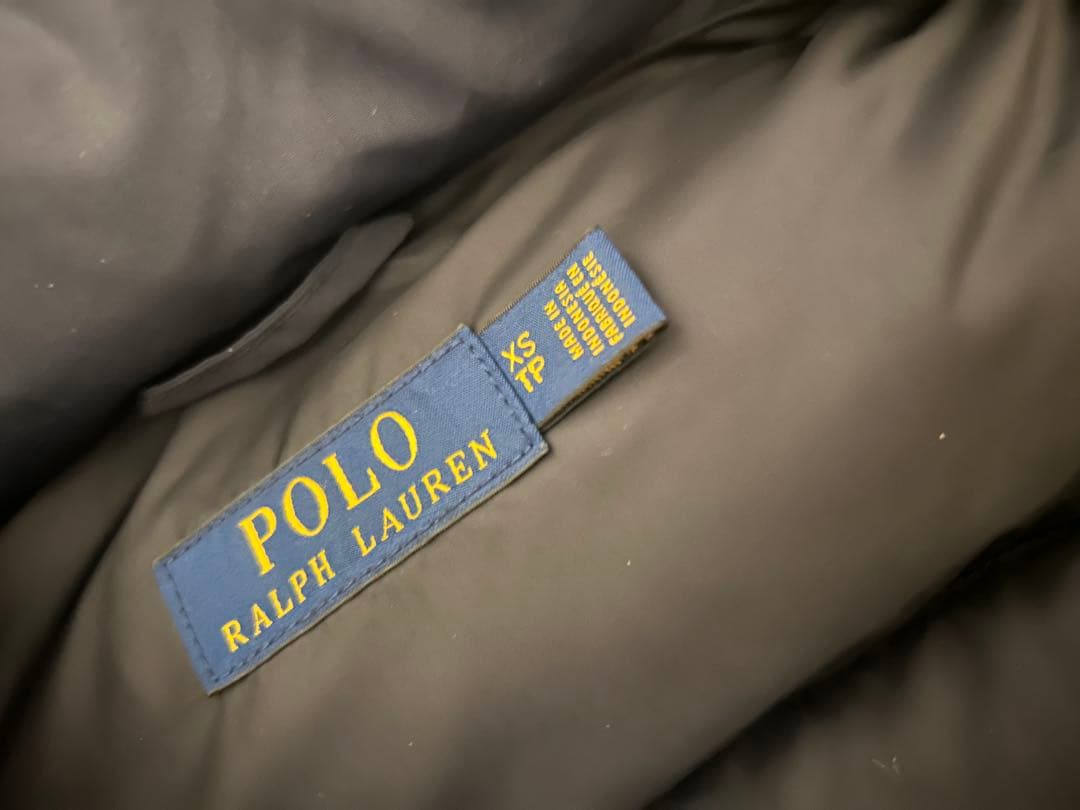 POLO
RALPH LAUREN
XS
TP
MADE IN
INDONESIA
FABRIQUÉ EN
INDONÉSIE